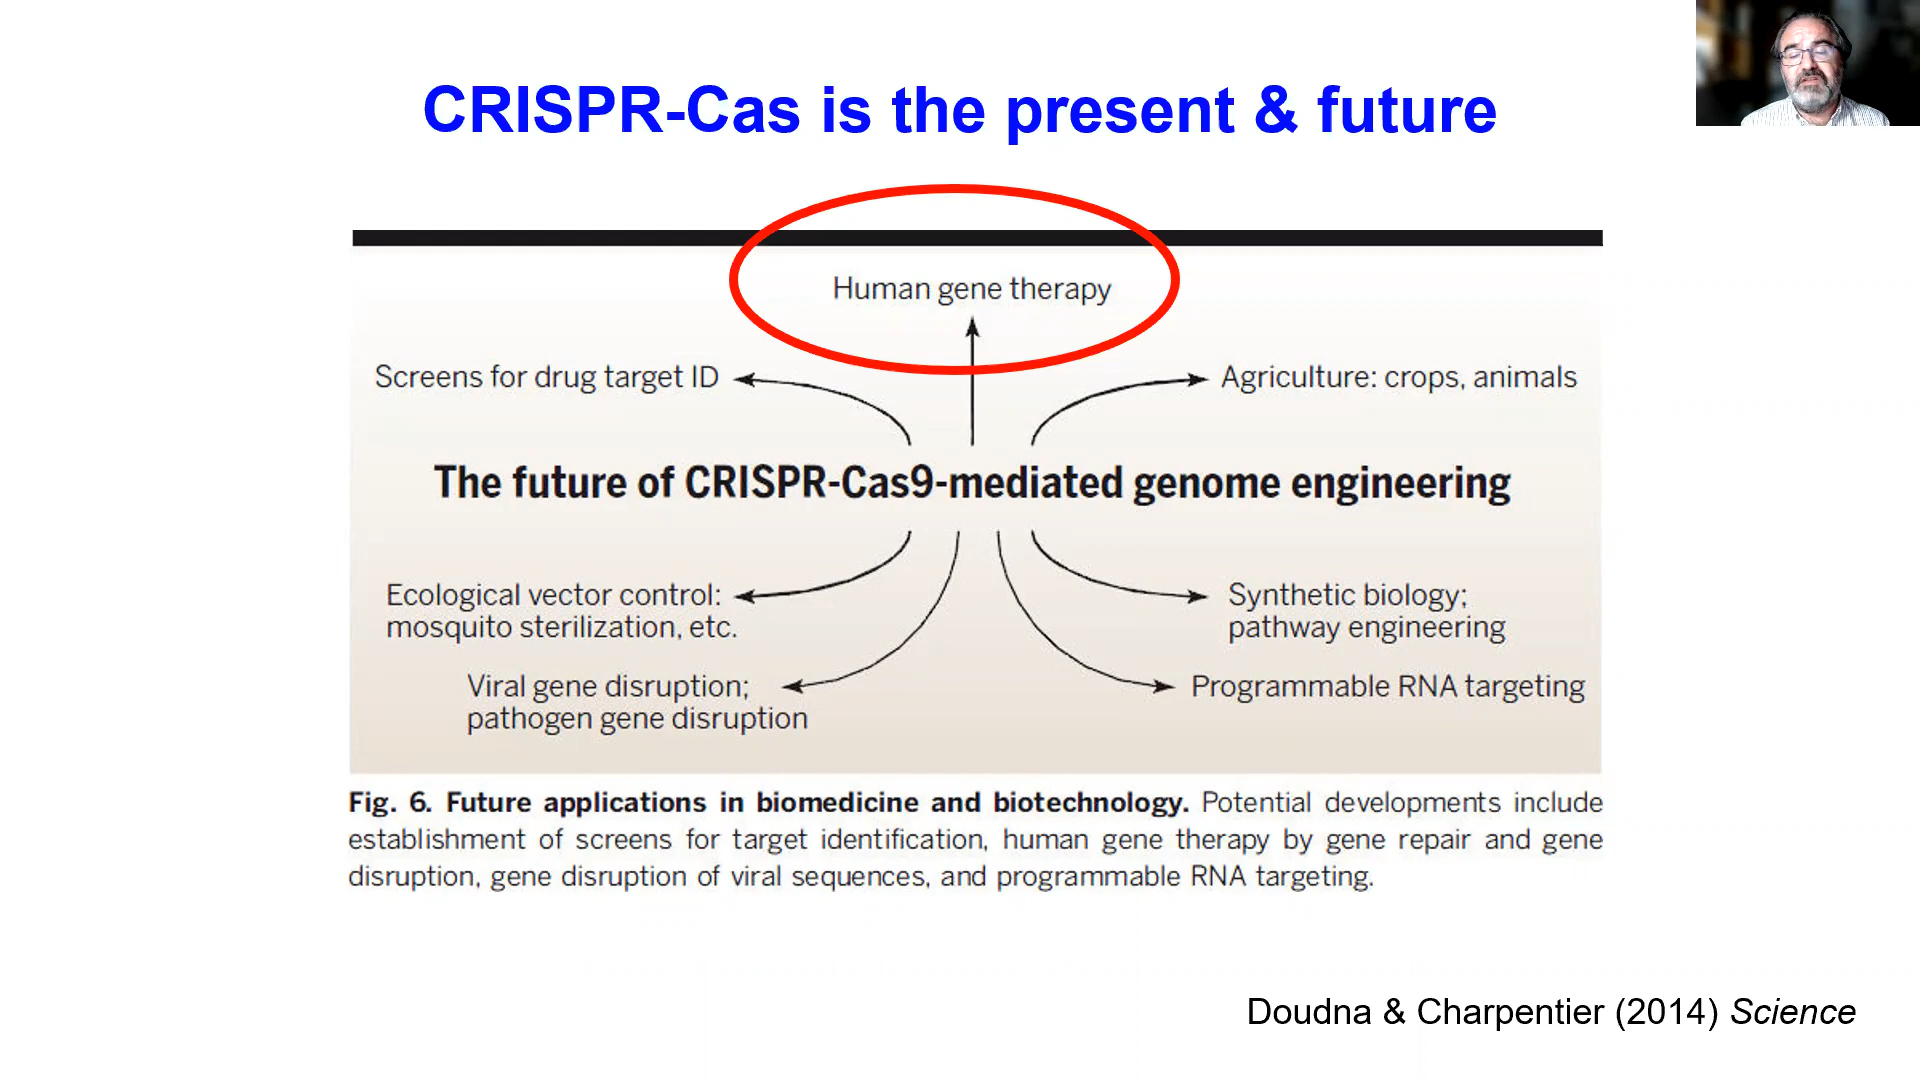 CRISPR-Cas is the present & future
Human gene therapy
Screens for drug target ID
Agriculture: crops, animals
The future of CRISPR-Cas9-mediated genome engineering
Ecological vector control:
mosquito sterilization, etc.
Synthetic biology;
pathway engineering
Viral gene disruption;
pathogen gene disruption
Programmable RNA targeting
Fig. 6. Future applications in biomedicine and biotechnology. Potential developments include
establishment of screens for target identification, human gene therapy by gene repair and gene
disruption, gene disruption of viral sequences, and programmable RNA targeting.
Doudna & Charpentier (2014) Science